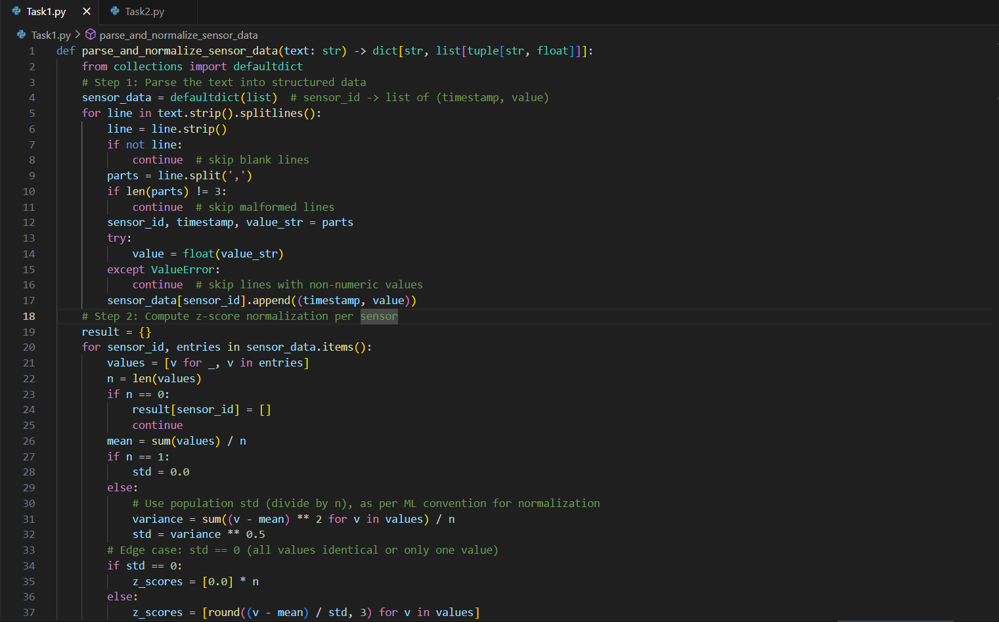 Task1.py
Task2.py
Task1.py > parse_and_normalize_sensor_data
1 def parse_and_normalize_sensor_data(text: str) -> dict[str, list[tuple[str, float]]]:
2     from collections import defaultdict
3     # Step 1: Parse the text into structured data
4     sensor_data = defaultdict(list)  # sensor_id -> list of (timestamp, value)
5     for line in text.strip().splitlines():
6         line = line.strip()
7         if not line:
8             continue  # skip blank lines
9         parts = line.split(',')
10         if len(parts) != 3:
11             continue  # skip malformed lines
12         sensor_id, timestamp, value_str = parts
13         try:
14             value = float(value_str)
15         except ValueError:
16             continue  # skip lines with non-numeric values
17         sensor_data[sensor_id].append((timestamp, value))
18     # Step 2: Compute z-score normalization per sensor
19     result = {}
20     for sensor_id, entries in sensor_data.items():
21         values = [v for _, v in entries]
22         n = len(values)
23         if n == 0:
24             result[sensor_id] = []
25             continue
26         mean = sum(values) / n
27         if n == 1:
28             std = 0.0
29         else:
30             # Use population std (divide by n), as per ML convention for normalization
31             variance = sum((v - mean) ** 2 for v in values) / n
32             std = variance ** 0.5
33         # Edge case: std == 0 (all values identical or only one value)
34         if std == 0:
35             z_scores = [0.0] * n
36         else:
37             z_scores = [round((v - mean) / std, 3) for v in values]